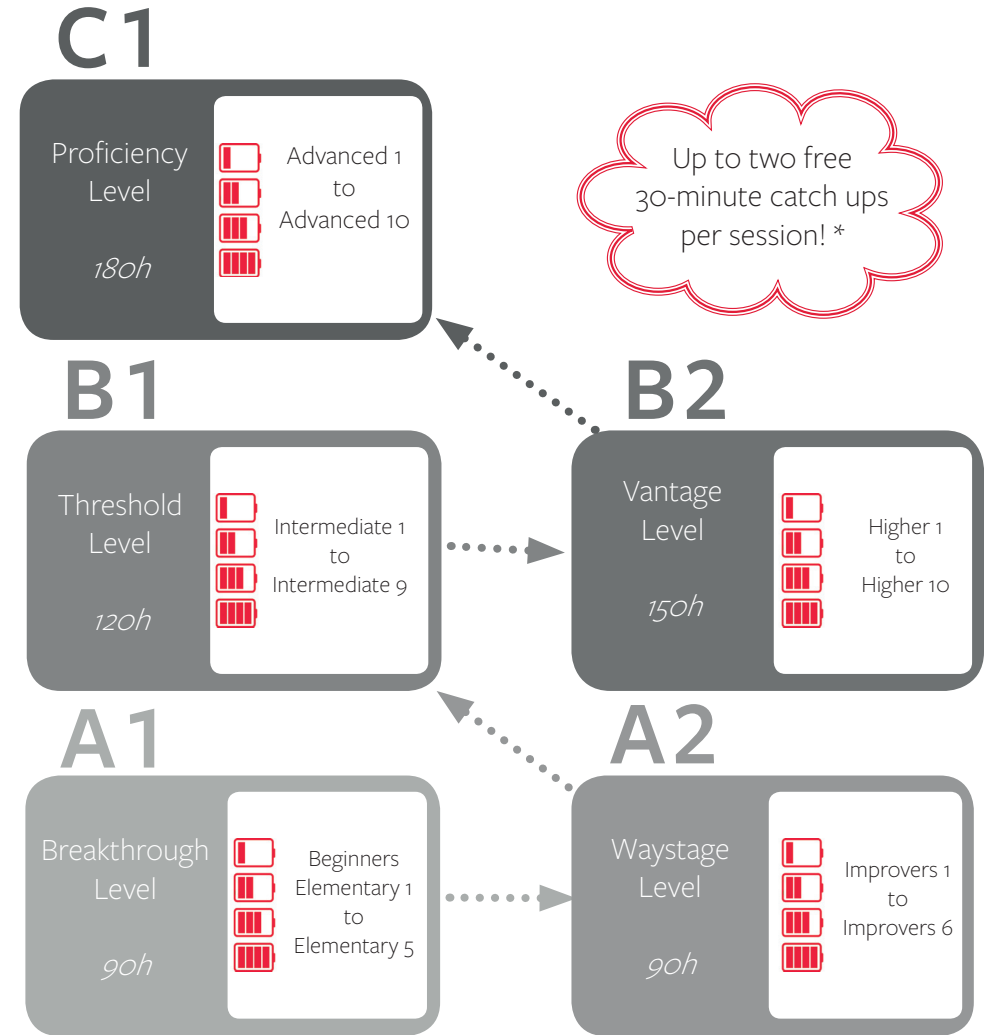 C1
Proficiency
Level
180h
Advanced 1
to
Advanced 10
Up to two free
30-minute catch ups
per session! *
B1
Threshold
Level
120h
Intermediate 1
to
Intermediate 9
B2
Vantage
Level
150h
Higher 1
to
Higher 10
A1
Breakthrough
Level
90h
Beginners
Elementary 1
to
Elementary 5
A2
Waystage
Level
90h
Improvers 1
to
Improvers 6